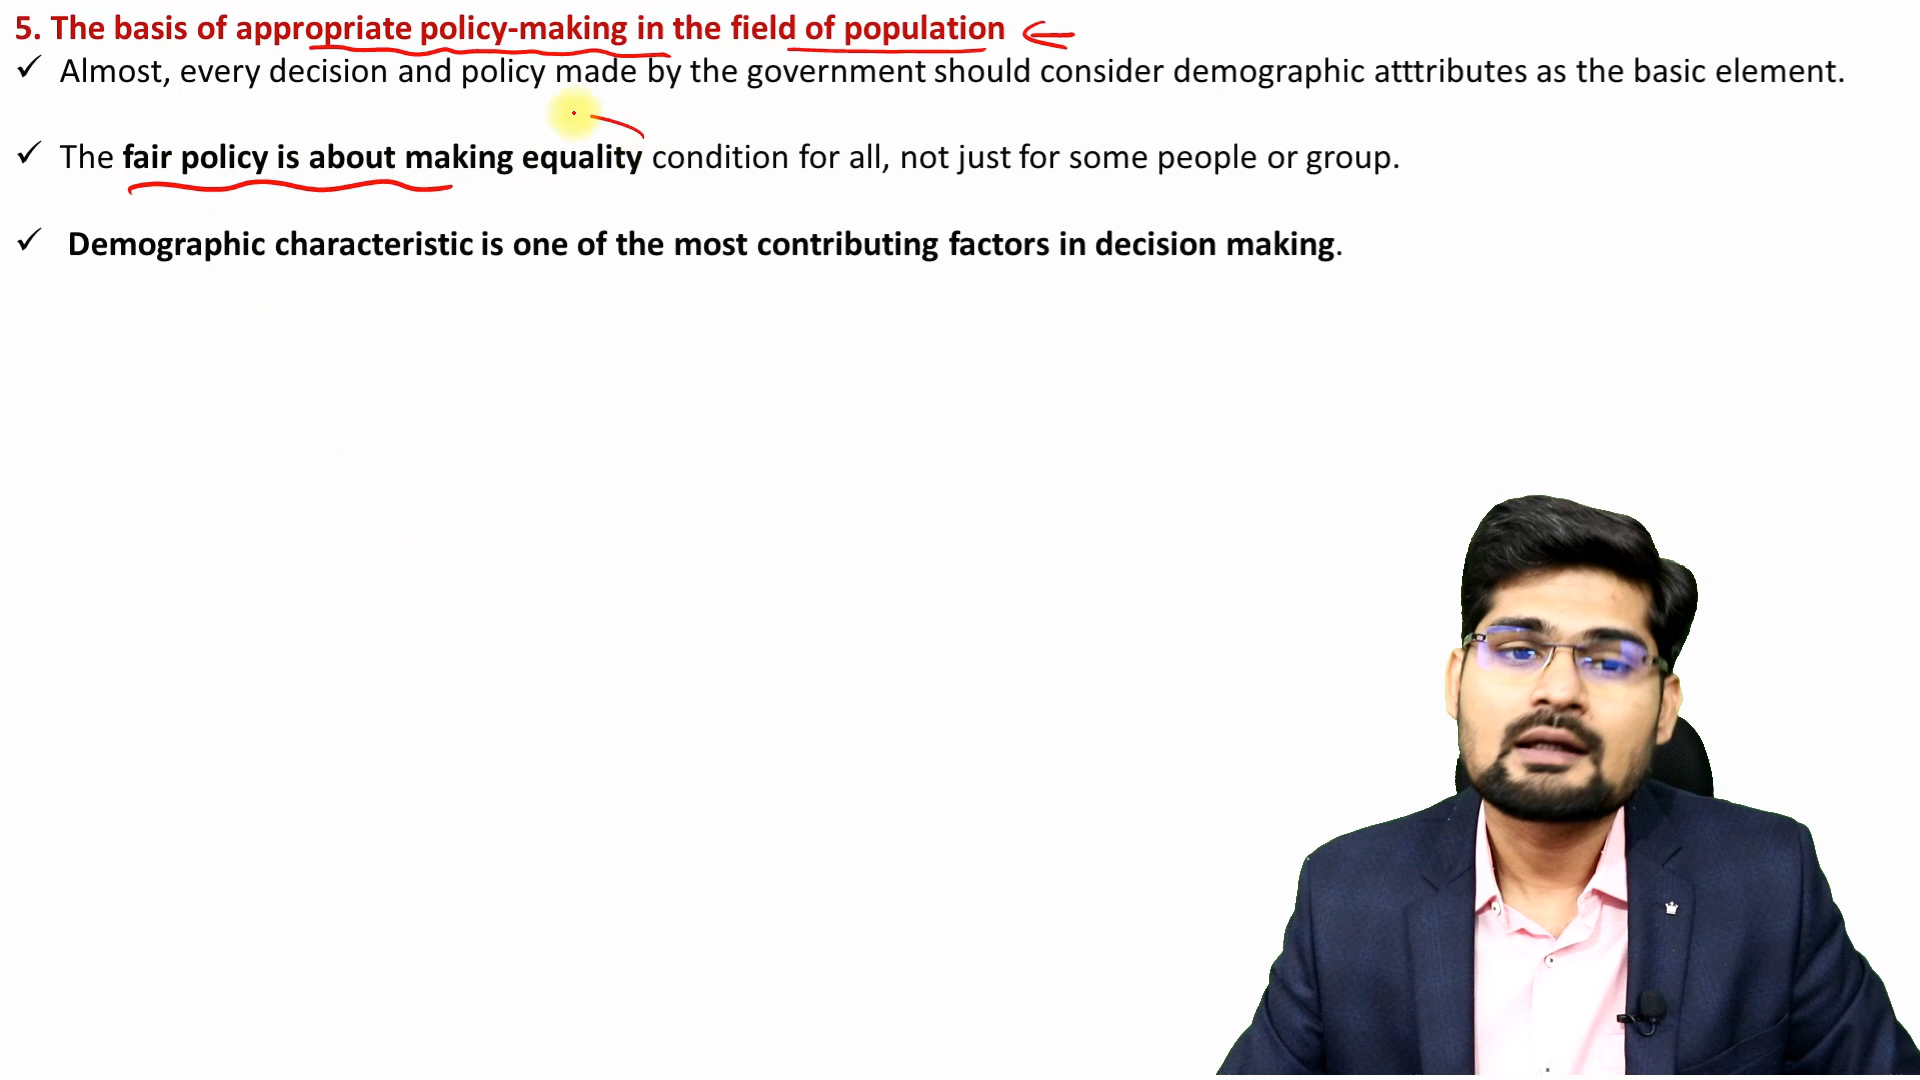 5. The basis of appropriate policy-making in the field of population
✓ Almost, every decision and policy made by the government should consider demographic atttributes as the basic element.
✓ The fair policy is about making equality condition for all, not just for some people or group.
✓ Demographic characteristic is one of the most contributing factors in decision making.